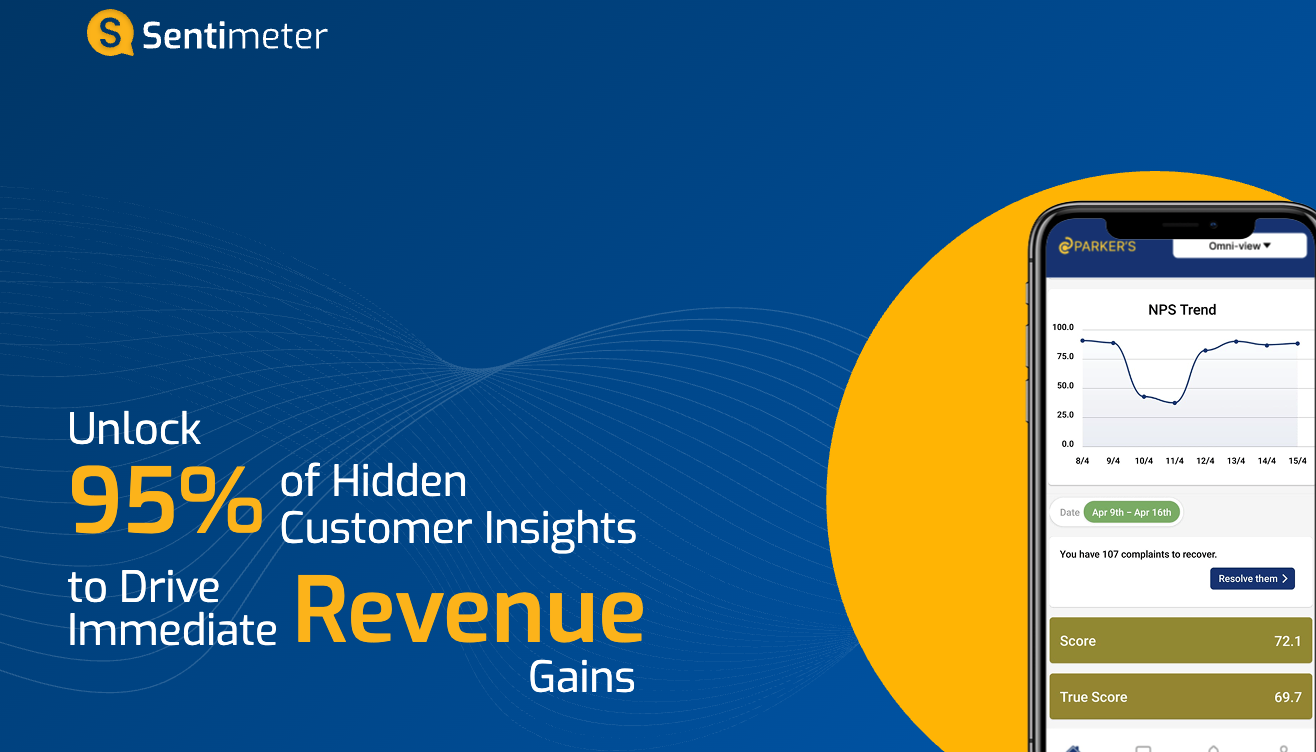 S Sentimeter
Unlock
95% of Hidden
Customer Insights
to Drive
Immediate Revenue
Gains
PARKER'S
Omni-view ▼
NPS Trend
100.0
75.0
50.0
25.0
0.0
8/4 9/4 10/4 11/4 12/4 13/4 14/4 15/4
Date Apr 9th – Apr 16th
You have 107 complaints to recover.
Resolve them >
Score 72.1
True Score 69.7